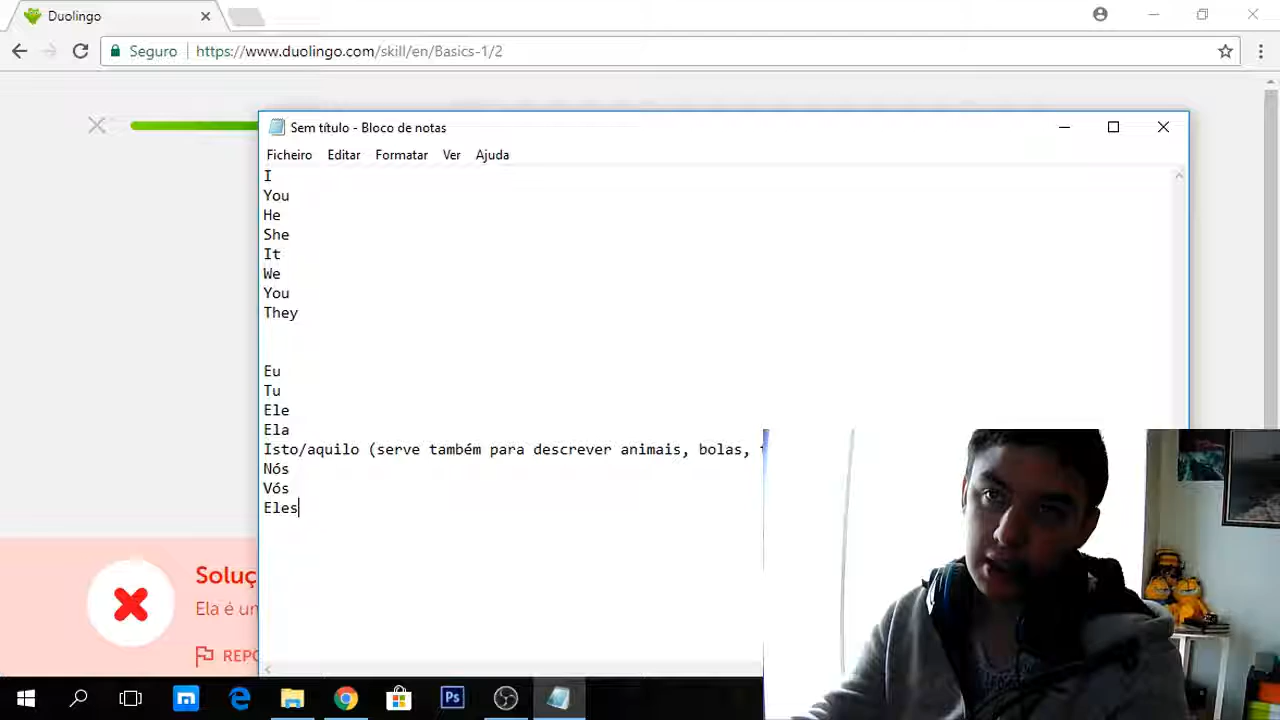 Duolingo
Seguro
https://www.duolingo.com/skill/en/Basics-1/2
Sem título - Bloco de notas
Ficheiro Editar Formatar Ver Ajuda
I
You
He
She
It
We
You
They
Eu
Tu
Ele
Ela
Isto/aquilo (serve também para descrever animais, bolas,
Nós
Vós
Eles
Soluç
Ela é
REPO
Ps